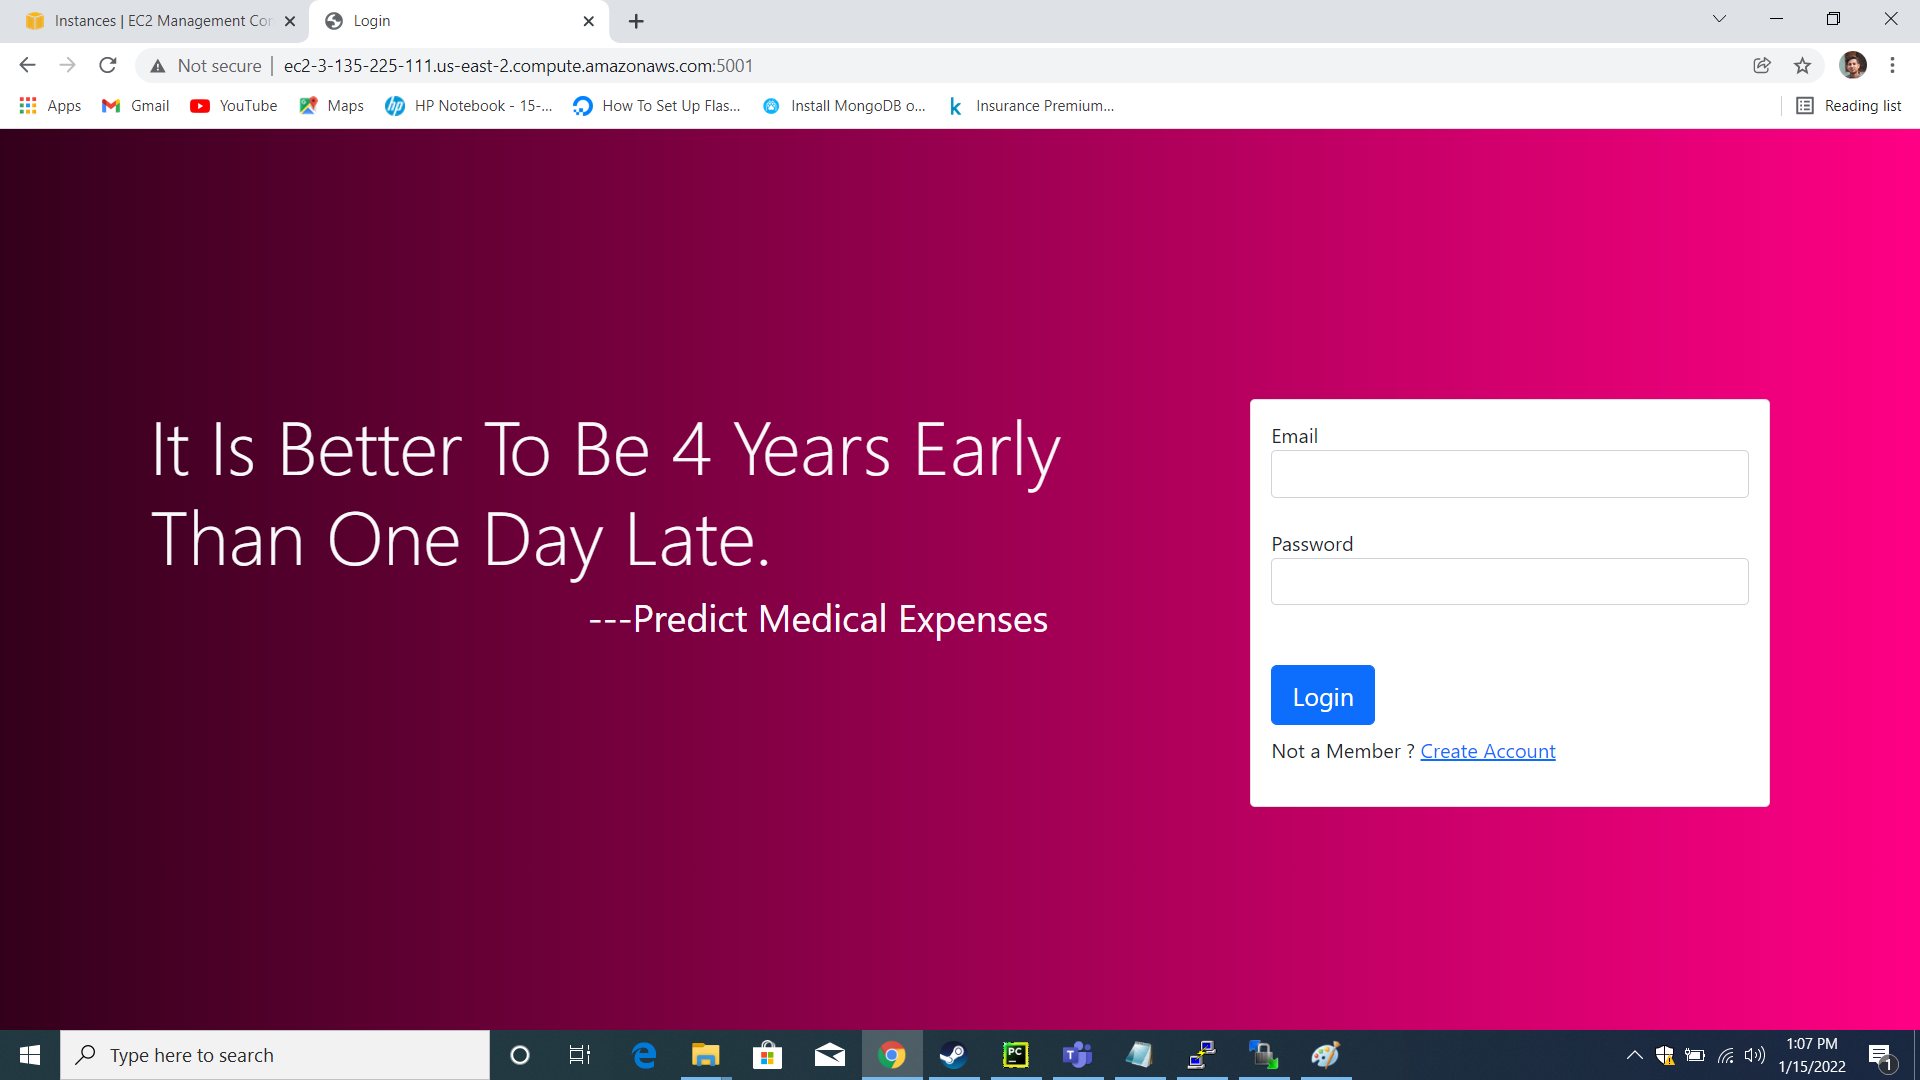 Instances | EC2 Management Con
Login
Not secure
ec2-3-135-225-111.us-east-2.compute.amazonaws.com:5001
Apps
Gmail
YouTube
Maps
HP Notebook - 15-...
How To Set Up Flas...
Install MongoDB o...
Insurance Premium...
Reading list
It Is Better To Be 4 Years Early
Than One Day Late.
---Predict Medical Expenses
Email
Password
Login
Not a Member ? Create Account
Type here to search
1:07 PM
1/15/2022
1